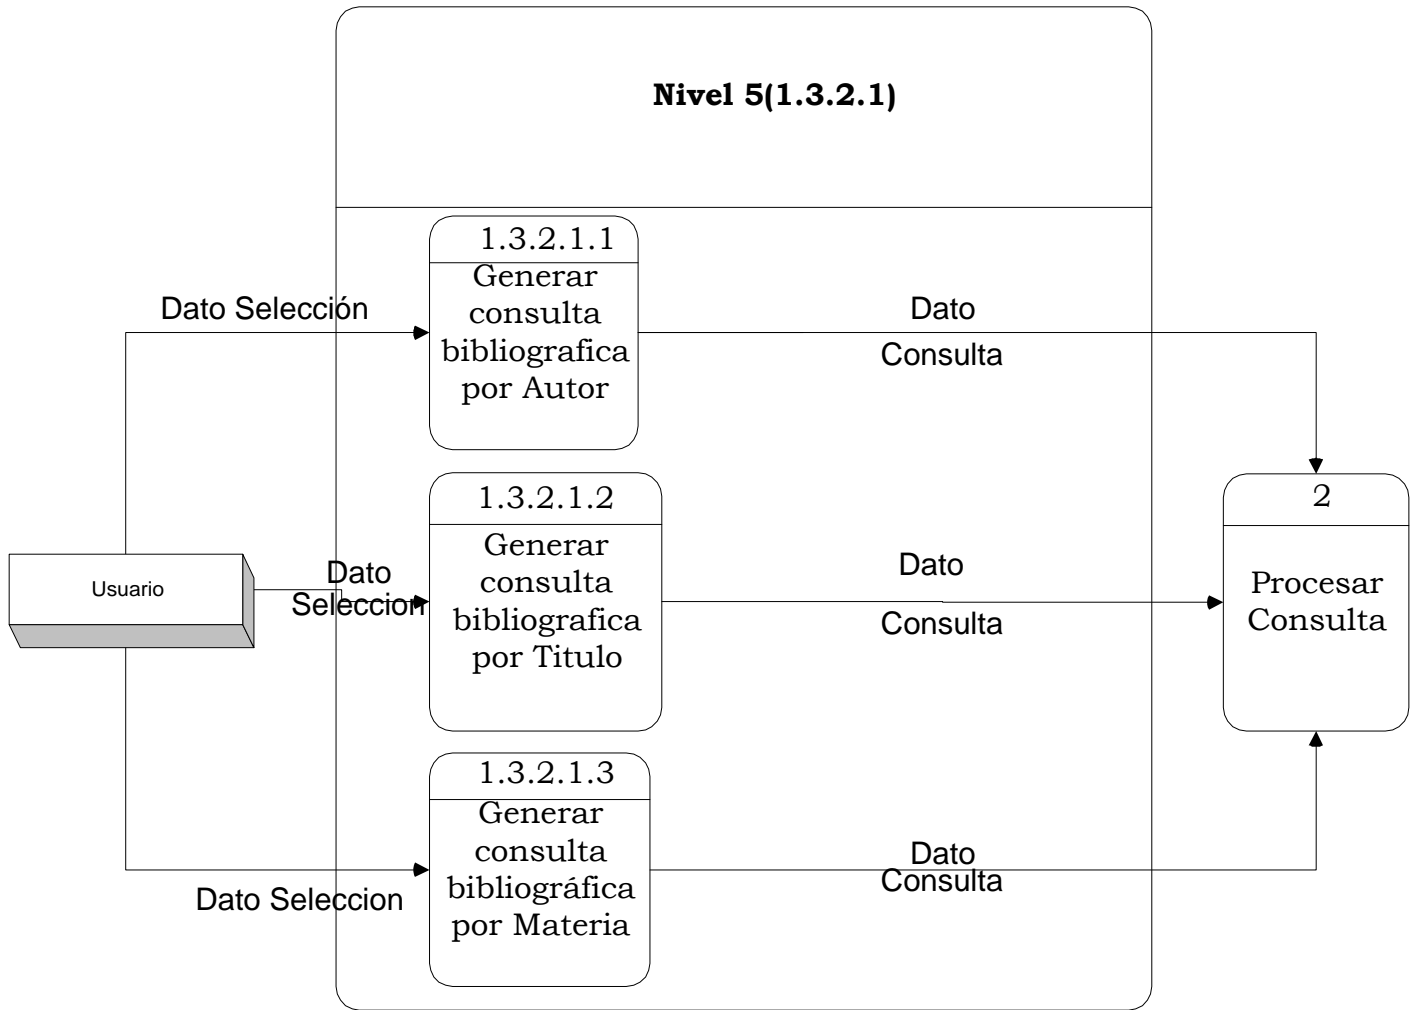 Nivel 5(1.3.2.1)
1.3.2.1.1
Generar
consulta
bibliografica
por Autor
Dato Selección
Dato
Consulta
1.3.2.1.2
Generar
consulta
bibliografica
por Titulo
Usuario
Dato
Seleccion
Dato
Consulta
2
Procesar
Consulta
1.3.2.1.3
Generar
consulta
bibliográfica
por Materia
Dato Seleccion
Dato
Consulta